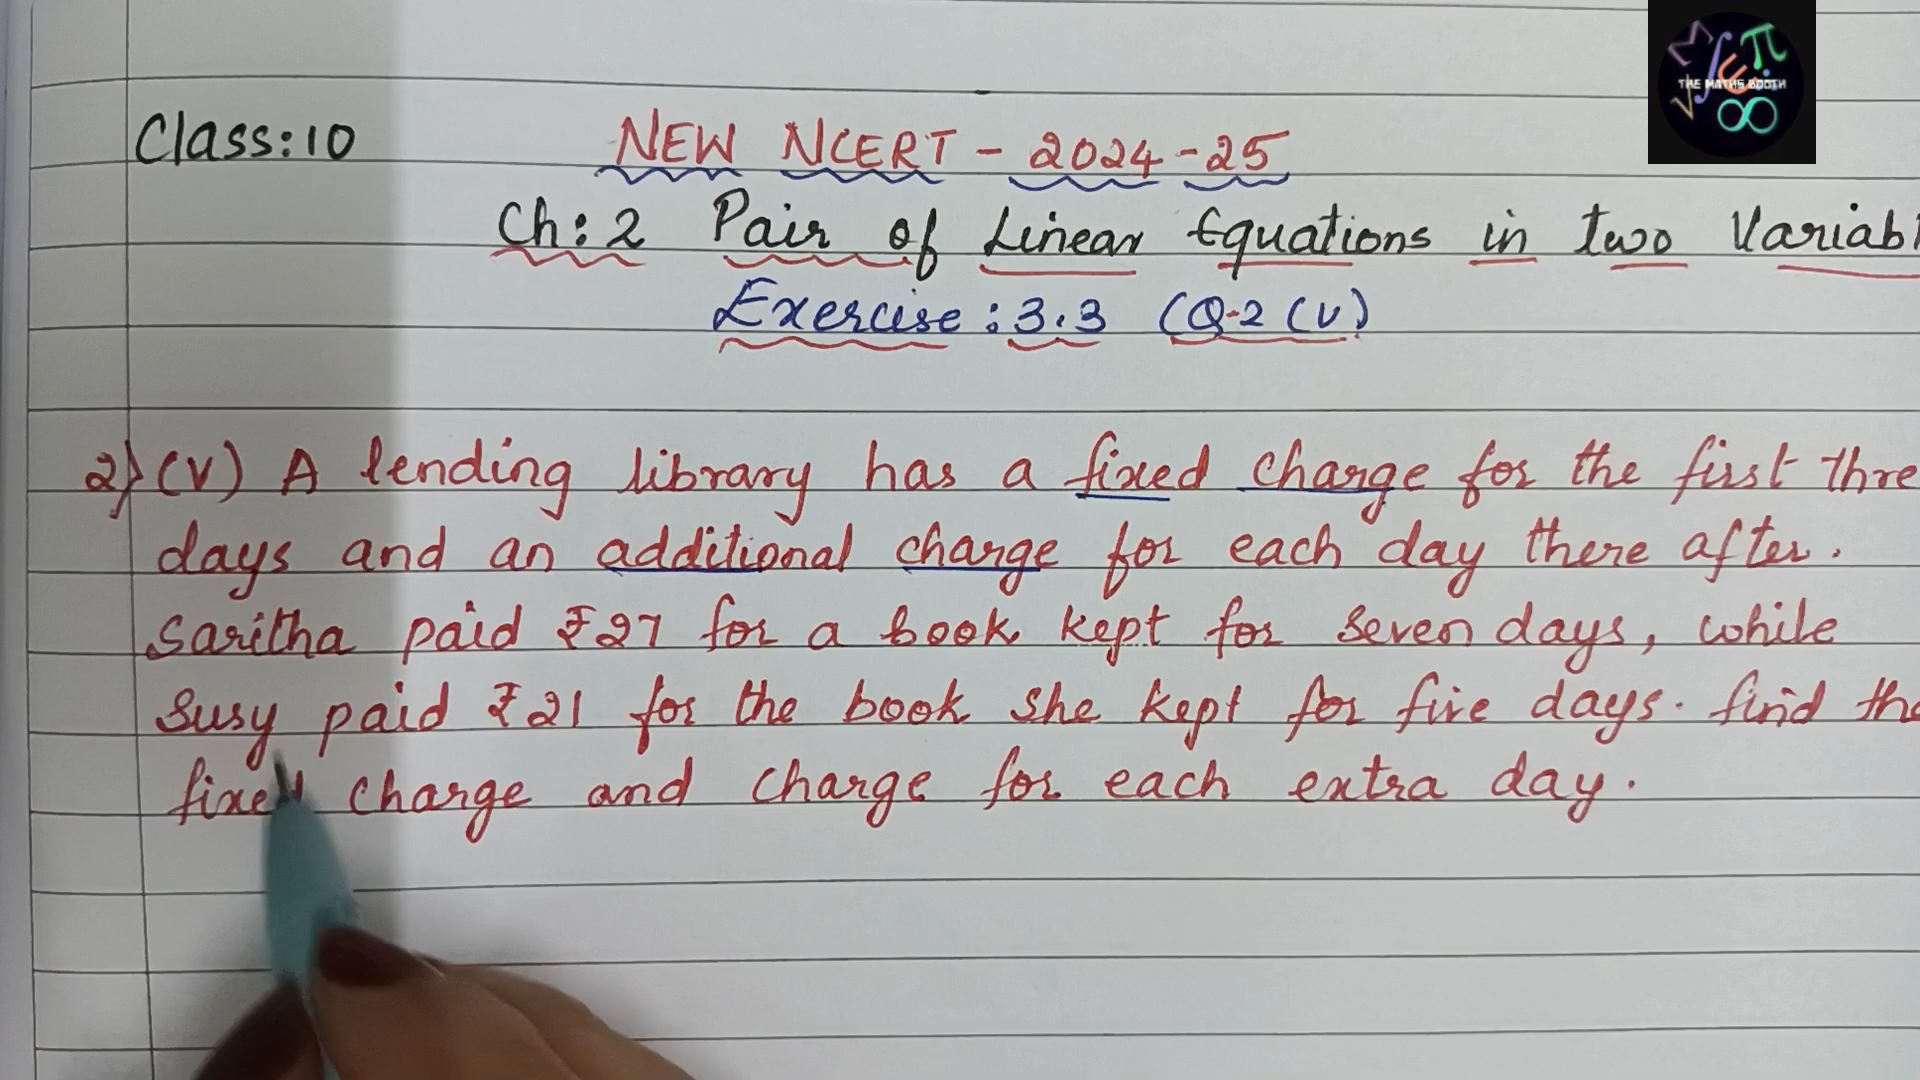 THE MATHS BOOTH
Class: 10
NEW NCERT - 2024-25
Ch: 2 Pair of Linear Equations in two Variabl
Exercise: 3.3 (Q-2 (v)
2) (v) A lending library has a fixed charge for the first thre
days and an additional charge for each day there after.
Saritha paid ₹27 for a book kept for seven days, while
Susy paid ₹21 for the book she kept for five days. find the
fixed charge and charge for each extra day.